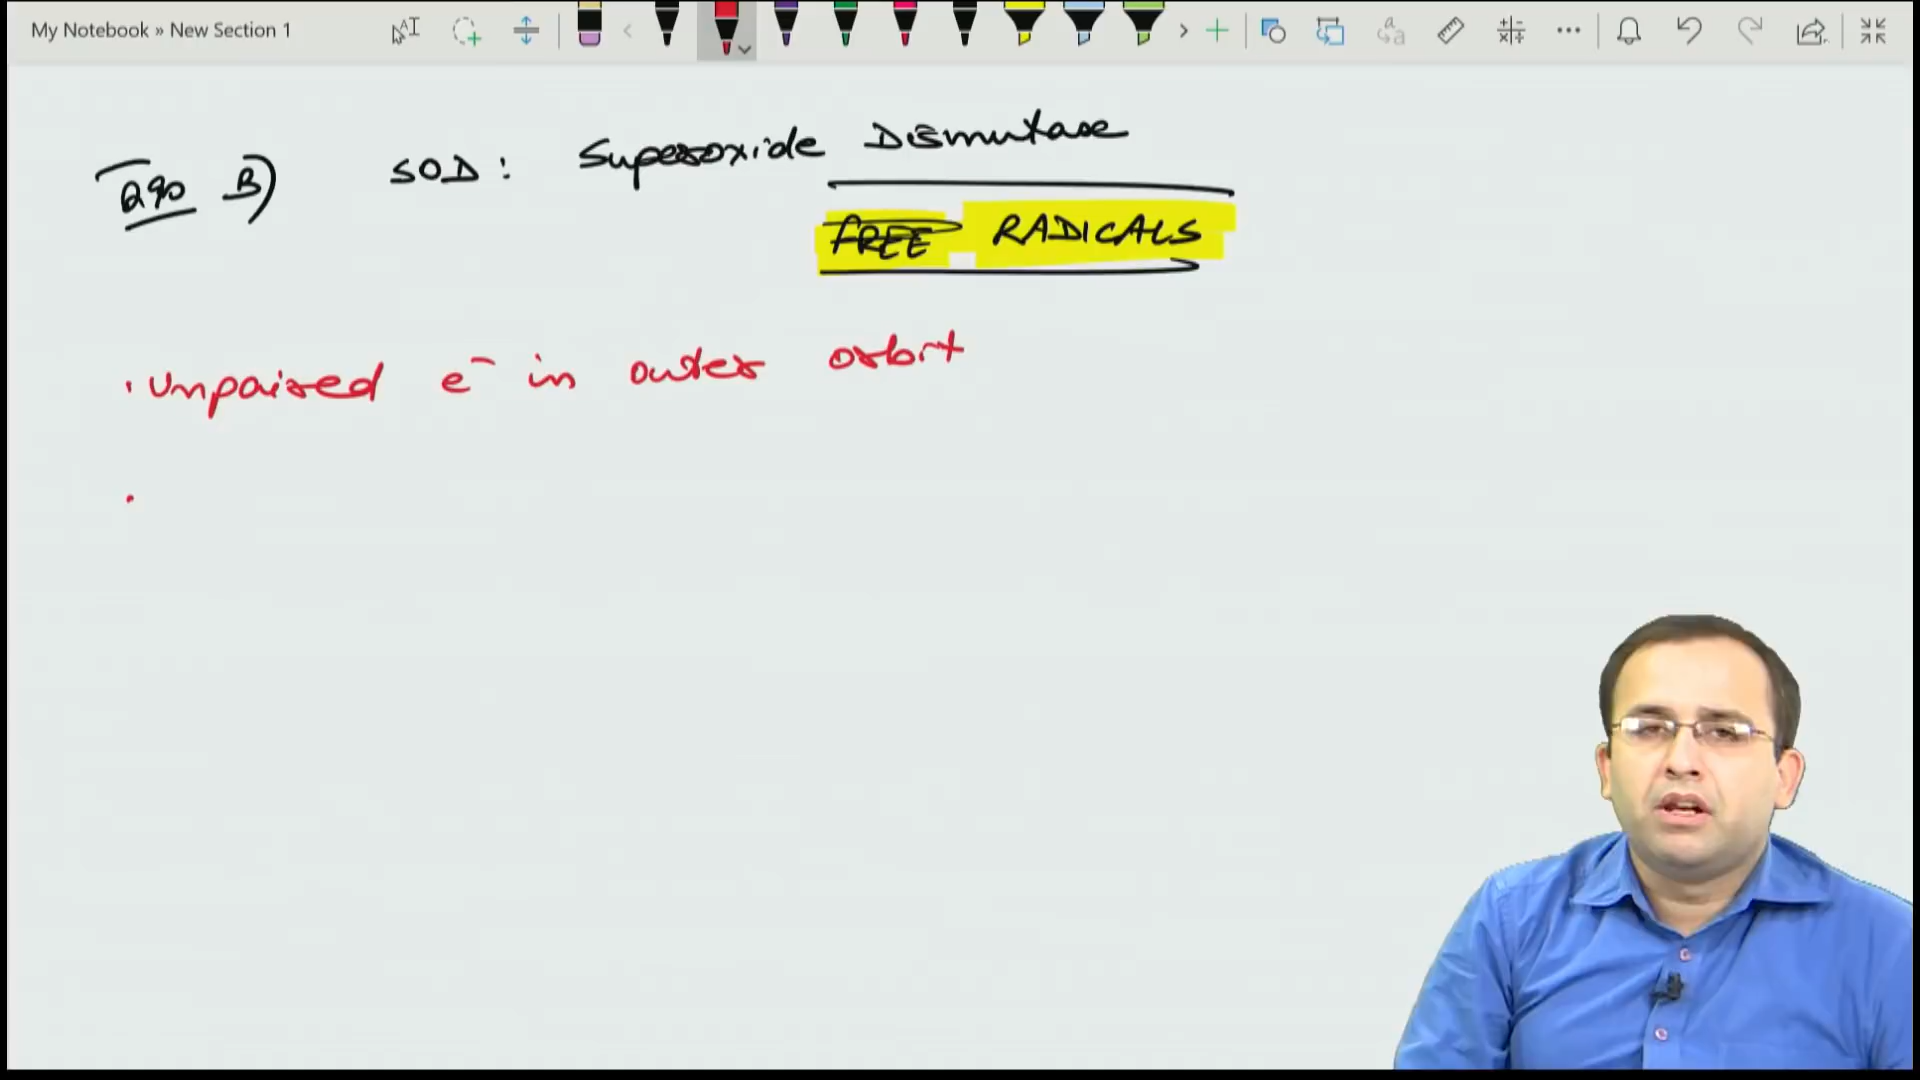 My Notebook » New Section 1
Q90 B) SOD: Superoxide Dismutase
FREE RADICALS
• Unpaired e⁻ in outer orbit
•